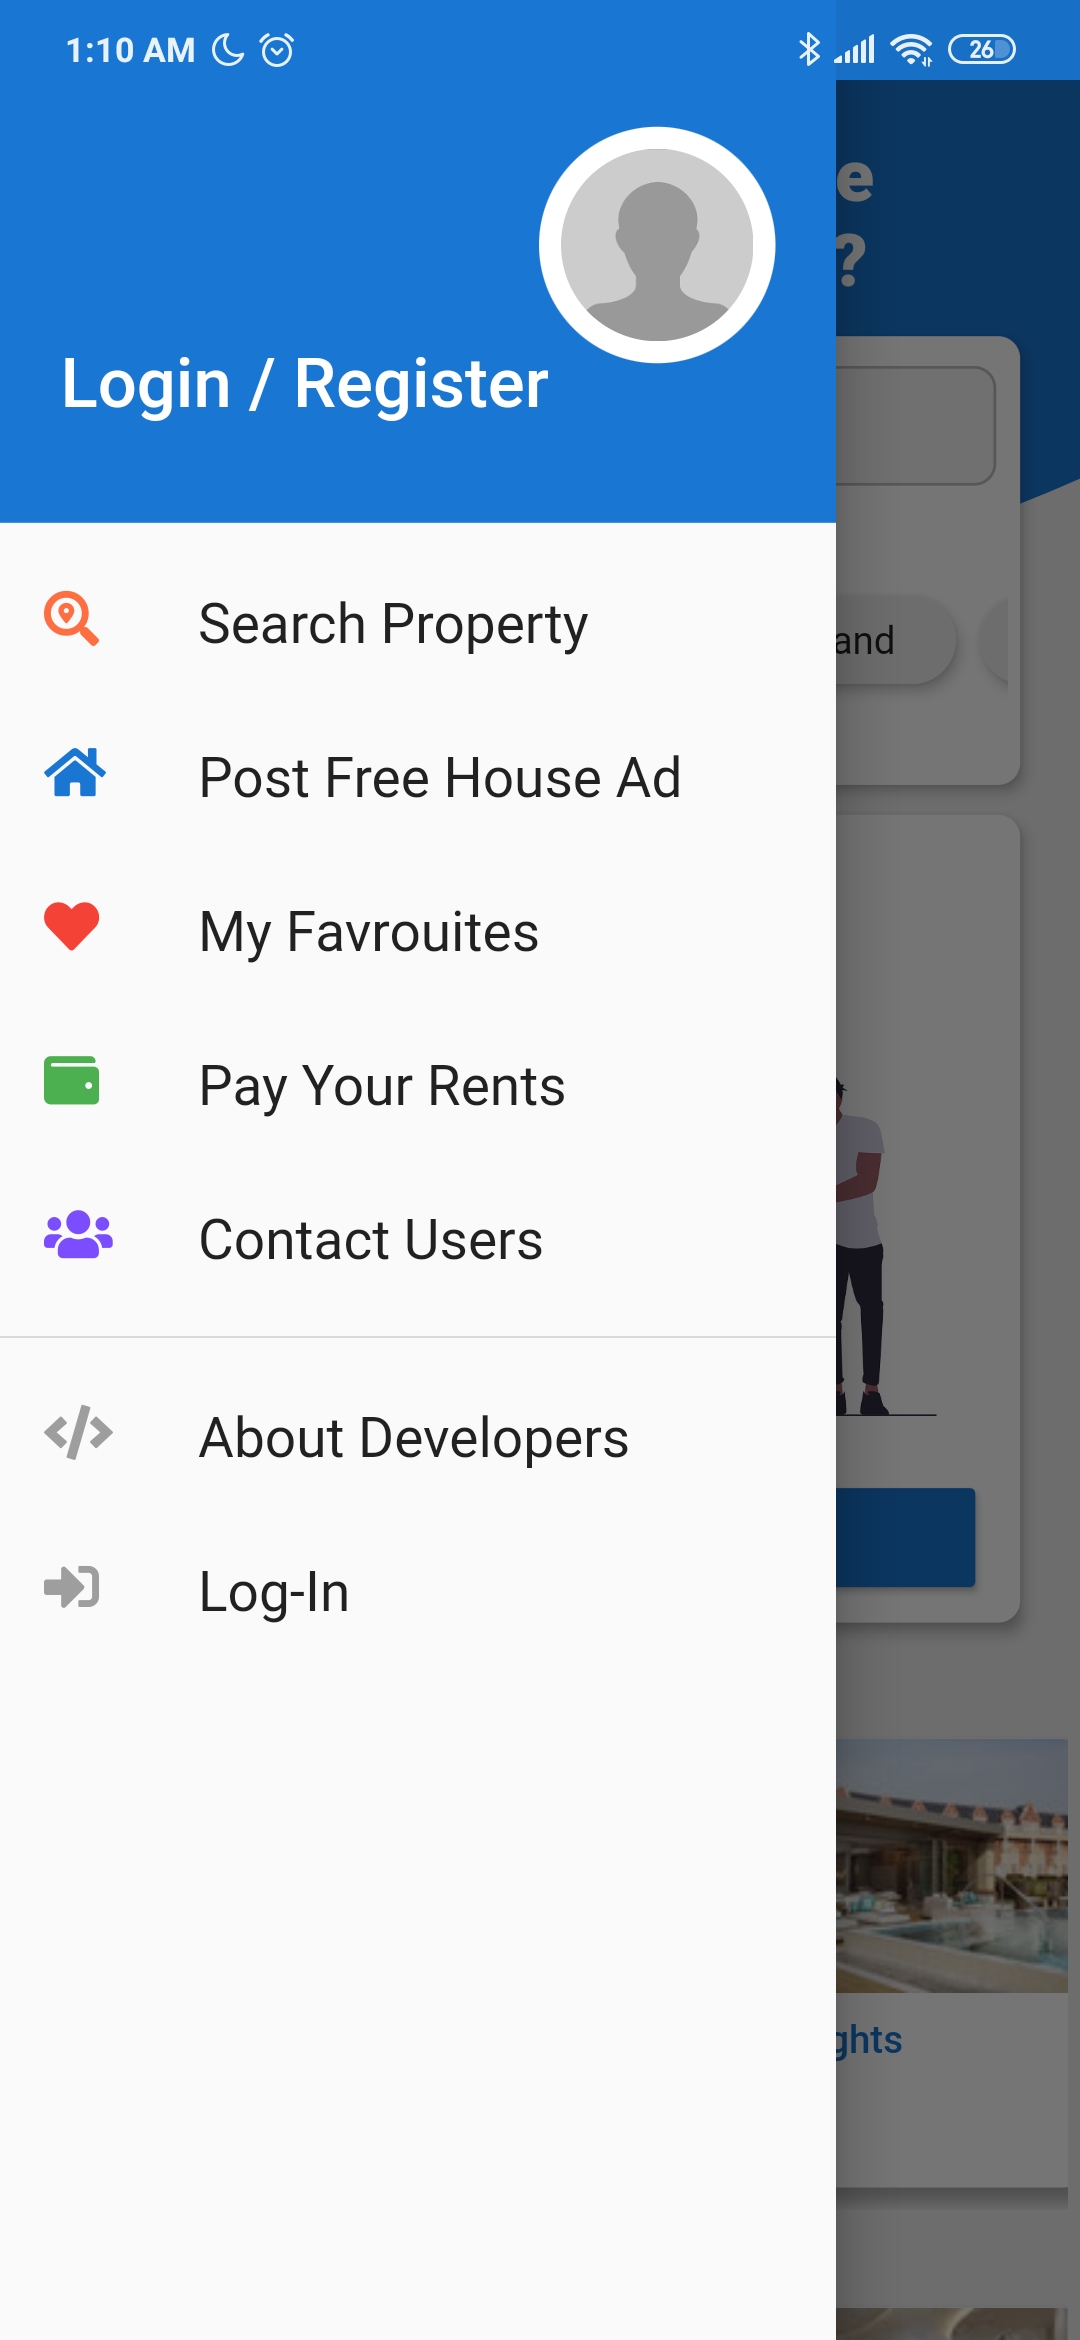 1:10 AM 26
e
?
Login / Register
Search Property
and
Post Free House Ad
My Favrouites
Pay Your Rents
Contact Users
About Developers
Log-In
ghts